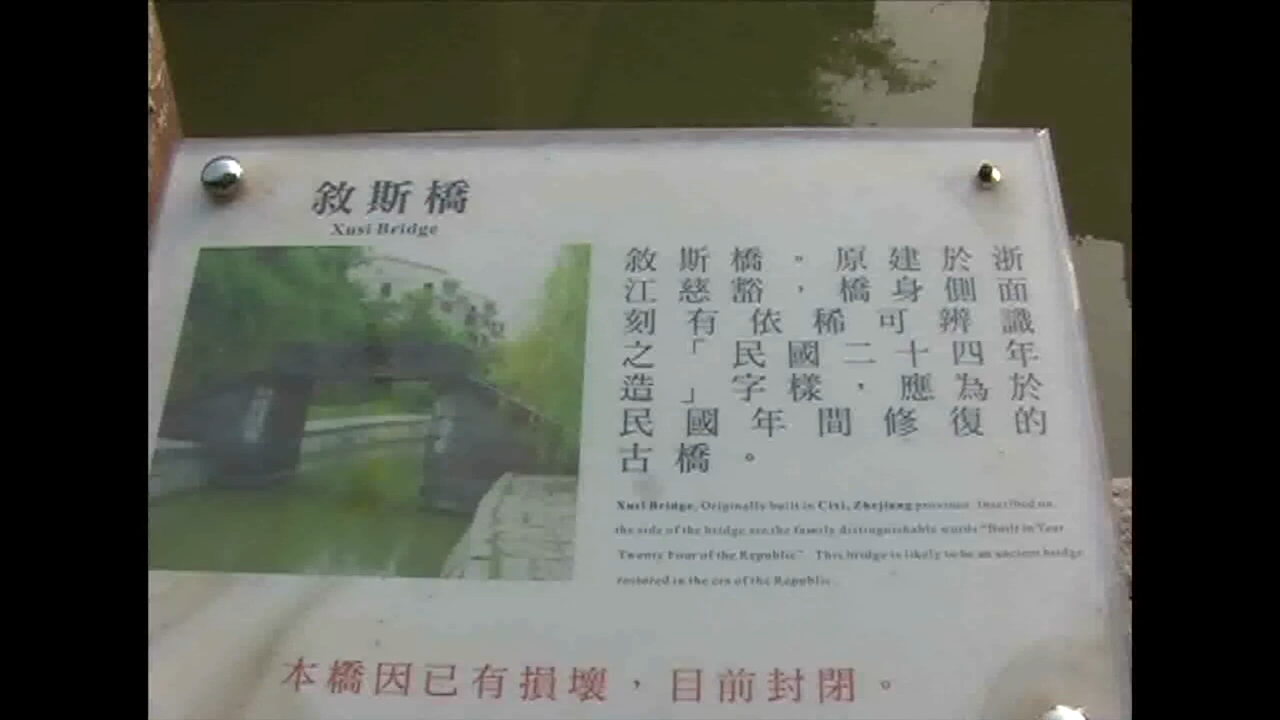 敘斯橋
Xusi Bridge
敘斯橋。原建於浙
江慈谿，橋身側面
刻有依稀可辨識
之「民國二十四年
造」字樣，應為於
民國年間修復的
古橋。
Xusi Bridge, Originally built in Cixi, Zhejiang province. Inscribed on
the side of the bridge are the faintly distinguishable words "Built in Year
Twenty Four of the Republic". This bridge is likely to be an ancient bridge
restored in the era of the Republic.
本橋因已有損壞，目前封閉。